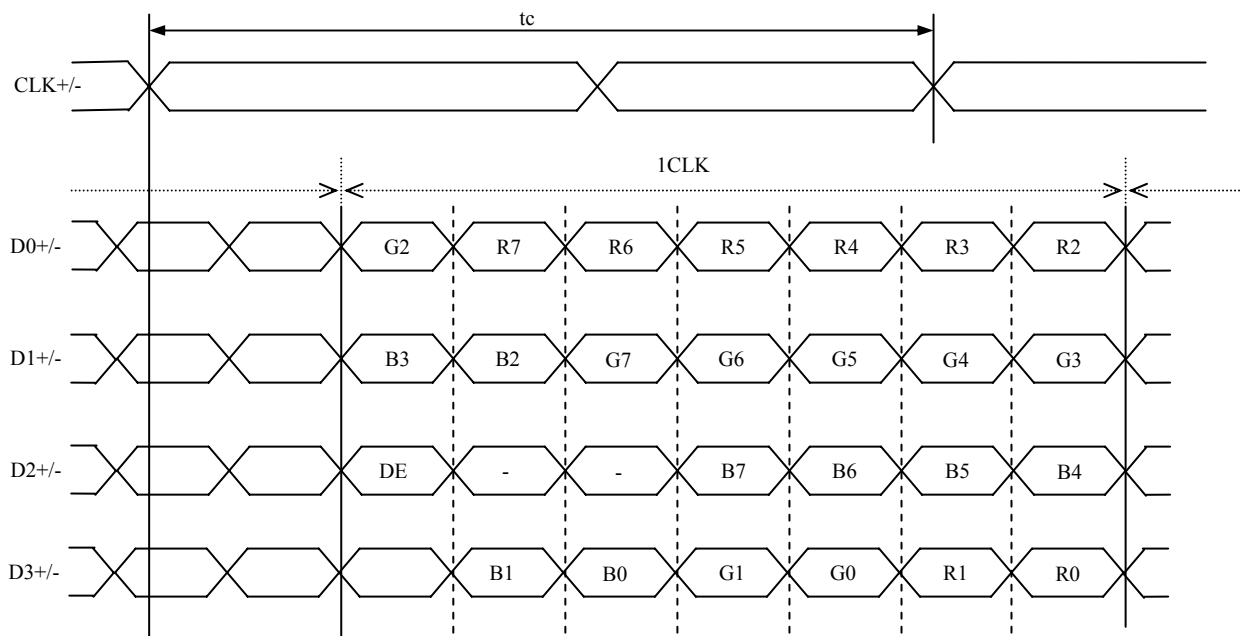 tc
CLK+/-
1CLK
D0+/- G2 R7 R6 R5 R4 R3 R2
D1+/- B3 B2 G7 G6 G5 G4 G3
D2+/- DE - - B7 B6 B5 B4
D3+/- B1 B0 G1 G0 R1 R0